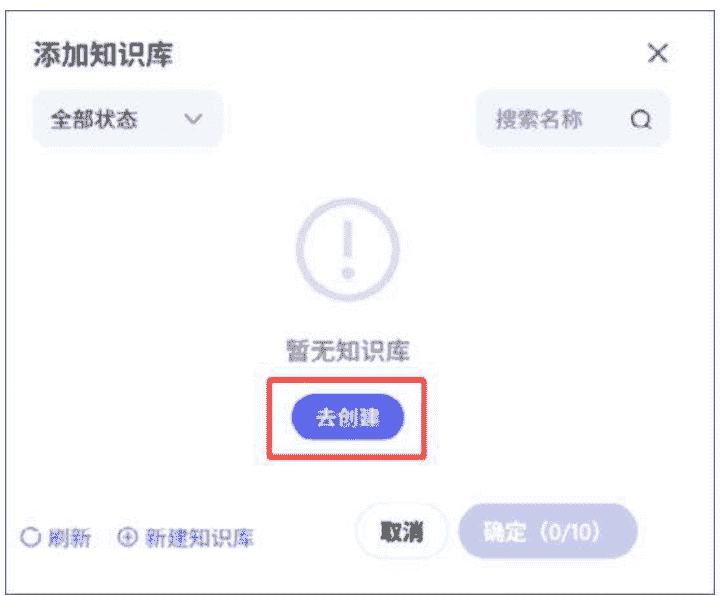 添加知识库
全部状态
搜索名称
暂无知识库
去创建
刷新
新建知识库
取消
确定（0/10）